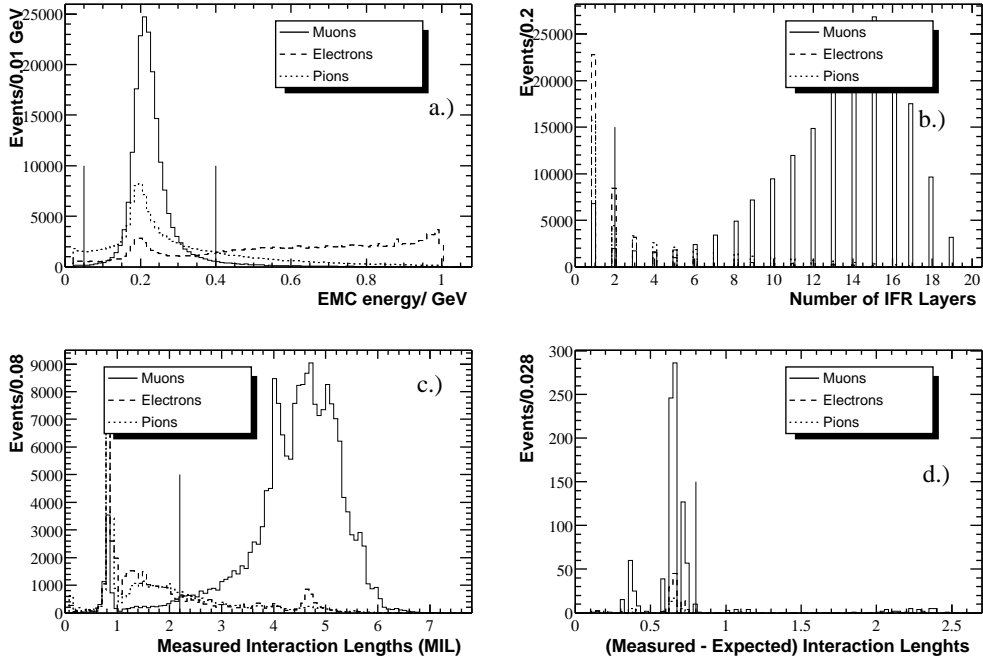 Events/0.01 GeV
25000
20000
15000
10000
5000
0
Muons
Electrons
Pions
a.)
0
0.2
0.4
0.6
0.8
1
EMC energy/ GeV
Events/0.2
25000
20000
15000
10000
5000
0
Muons
Electrons
Pions
b.)
0 2 4 6 8 10 12 14 16 18 20
Number of IFR Layers
Events/0.08
9000
8000
7000
6000
5000
4000
3000
2000
1000
0
Muons
Electrons
Pions
c.)
0 1 2 3 4 5 6 7
Measured Interaction Lengths (MIL)
Events/0.028
300
250
200
150
100
50
0
Muons
Electrons
Pions
d.)
0 0.5 1 1.5 2 2.5
(Measured - Expected) Interaction Lenghts